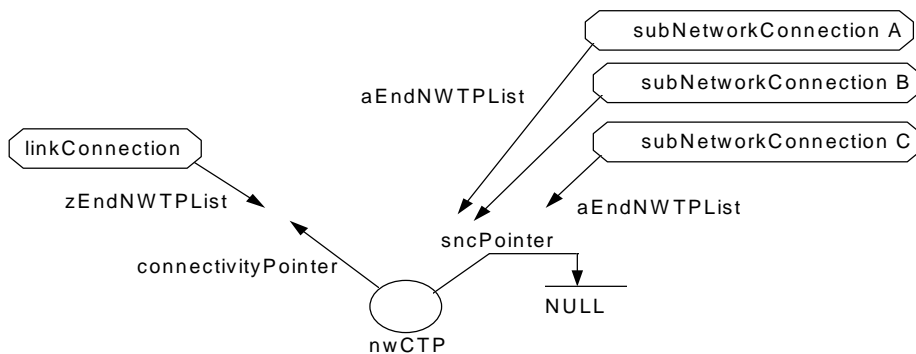 subNetworkConnection A
subNetworkConnection B
aEndNWTPList
subNetworkConnection C
linkConnection
zEndNWTPList
aEndNWTPList
sncPointer
connectivityPointer
NULL
nwCTP